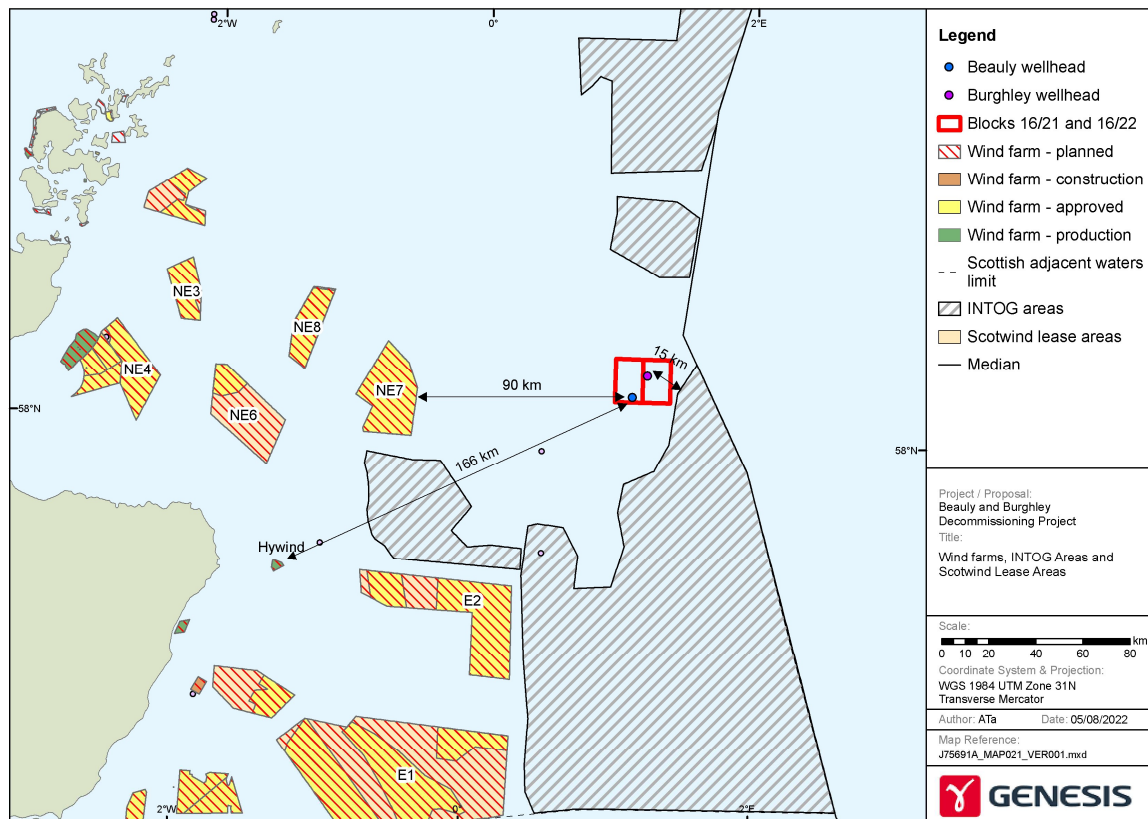 2°W
0°
2°E
Legend
Beauly wellhead
Burghley wellhead
Blocks 16/21 and 16/22
Wind farm - planned
Wind farm - construction
Wind farm - approved
Wind farm - production
Scottish adjacent waters
limit
INTOG areas
Scotwind lease areas
Median
NE3
NE8
NE4
NE7
NE6
15 km
90 km
58°N
58°N
166 km
Hywind
E2
E1
2°W
0°
2°E
Project / Proposal:
Beauly and Burghley
Decommissioning Project
Title:
Wind farms, INTOG Areas and
Scotwind Lease Areas
Scale:
km
0 10 20 40 60 80
Coordinate System & Projection:
WGS 1984 UTM Zone 31N
Transverse Mercator
Author: ATa Date: 05/08/2022
Map Reference:
J75691A_MAP021_VER001.mxd
GENESIS